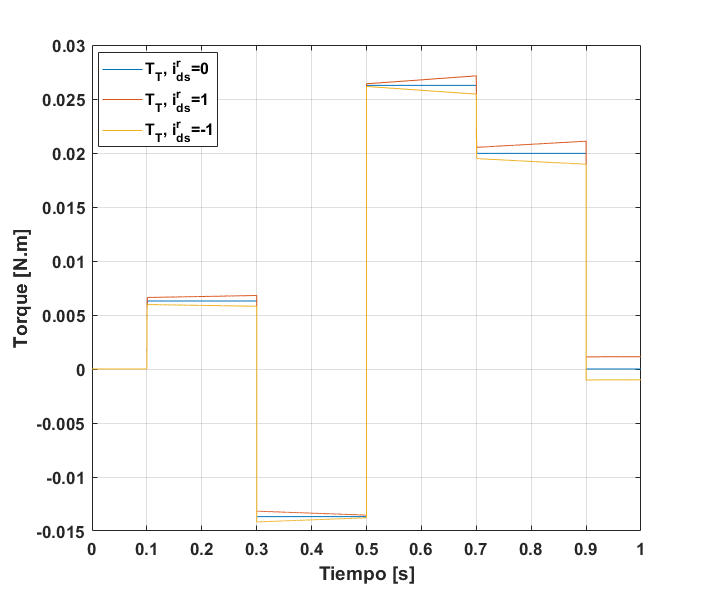 0.03
0.025
0.02
0.015
0.01
0.005
0
-0.005
-0.01
-0.015
Torque [N.m]
T_T, i^r_ds=0
T_T, i^r_ds=1
T_T, i^r_ds=-1
0 0.1 0.2 0.3 0.4 0.5 0.6 0.7 0.8 0.9 1
Tiempo [s]